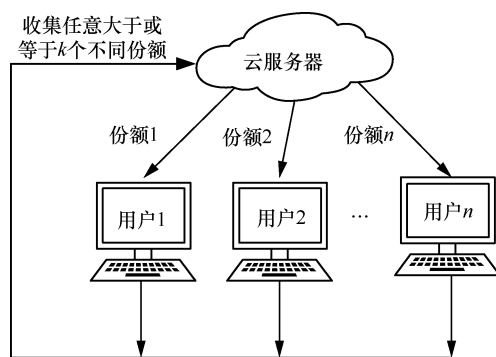 收集任意大于或
等于k个不同份额
云服务器
份额1
份额2
份额n
用户1
用户2
...
用户n